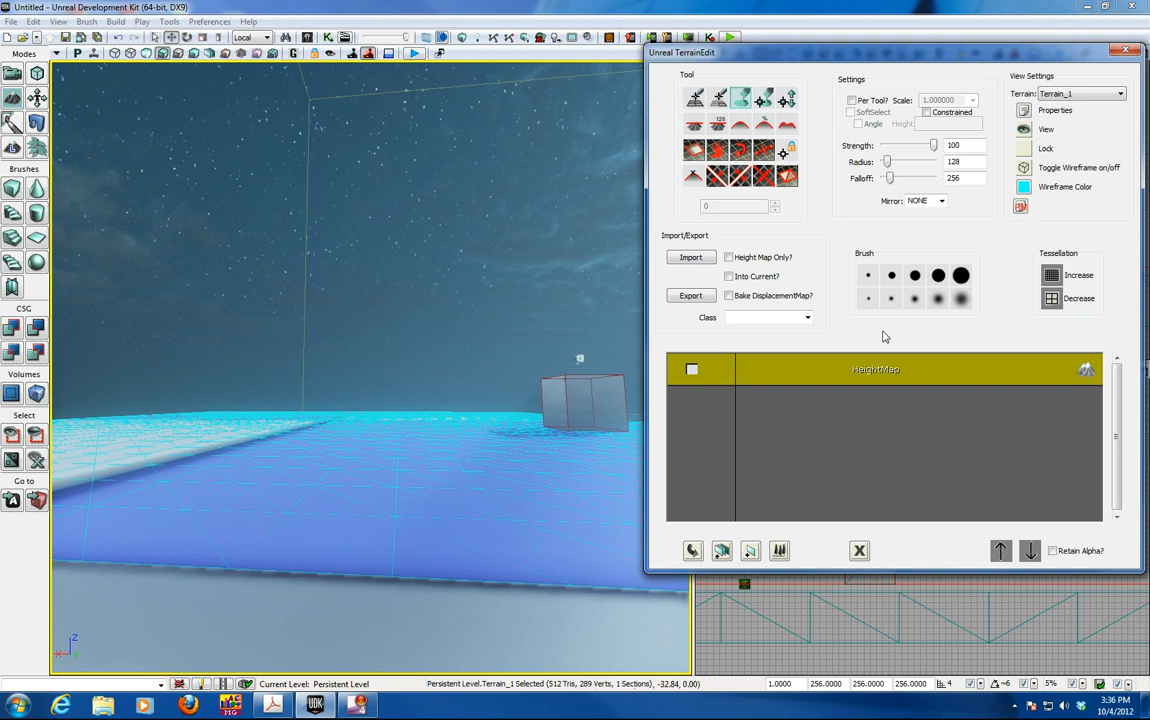 Untitled - Unreal Development Kit (64-bit, DX9)
File Edit View Brush Build Play Tools Preferences Help
Local
Modes
Brushes
CSG
Volumes
Select
Go to
Z
X
Unreal TerrainEdit
Tool
128
%
0
Settings
Per Tool? Scale: 1.000000
SoftSelect Constrained
Angle Height
Strength: 100
Radius: 128
Falloff: 256
Mirror: NONE
View Settings
Terrain: Terrain_1
Properties
View
Lock
Toggle Wireframe on/off
Wireframe Color
Import/Export
Import Height Map Only?
Into Current?
Export Bake DisplacementMap?
Class
Brush
Tessellation
Increase
Decrease
HeightMap
Retain Alpha?
Current Level: Persistent Level
Persistent Level.Terrain_1 Selected (512 Tris, 289 Verts, 1 Sections), -32.84, 0.00)
1.0000 256.0000 256.0000 256.0000 4 ~6 5%
UDK
3:36 PM
10/4/2012